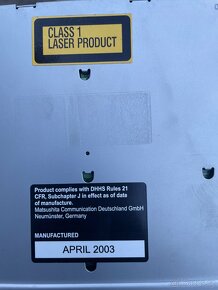 CLASS 1
LASER PRODUCT
Product complies with DHHS Rules 21
CFR, Subchapter J in effect as of date
of manufacture.
Matsushita Communication Deutschland GmbH
Neumünster, Germany
MANUFACTURED
APRIL 2003